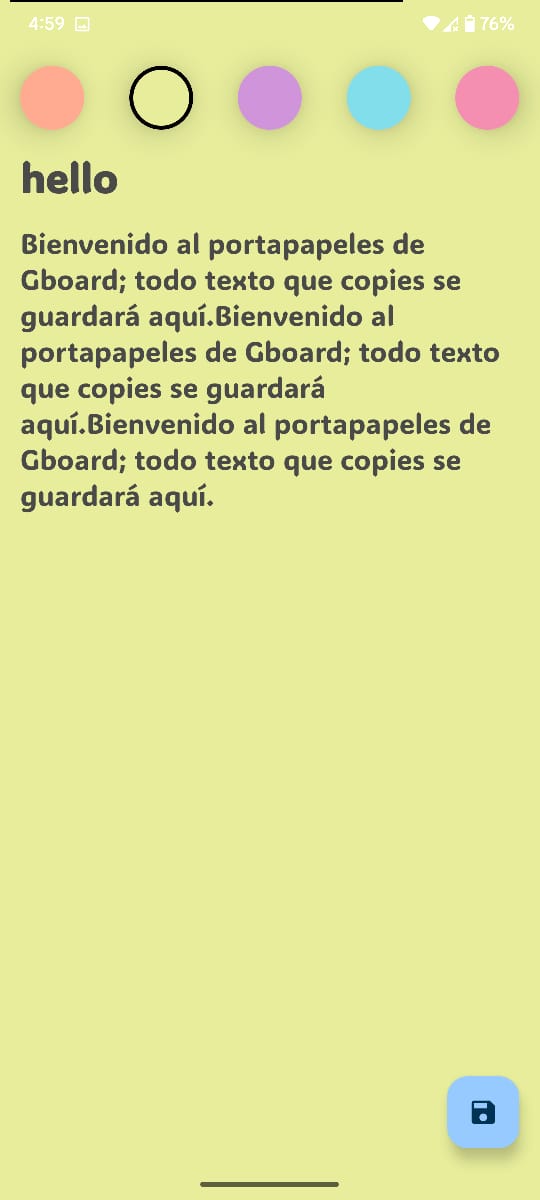 4:59 76%
hello
Bienvenido al portapapeles de
Gboard; todo texto que copies se
guardará aquí.Bienvenido al
portapapeles de Gboard; todo texto
que copies se guardará
aquí.Bienvenido al portapapeles de
Gboard; todo texto que copies se
guardará aquí.